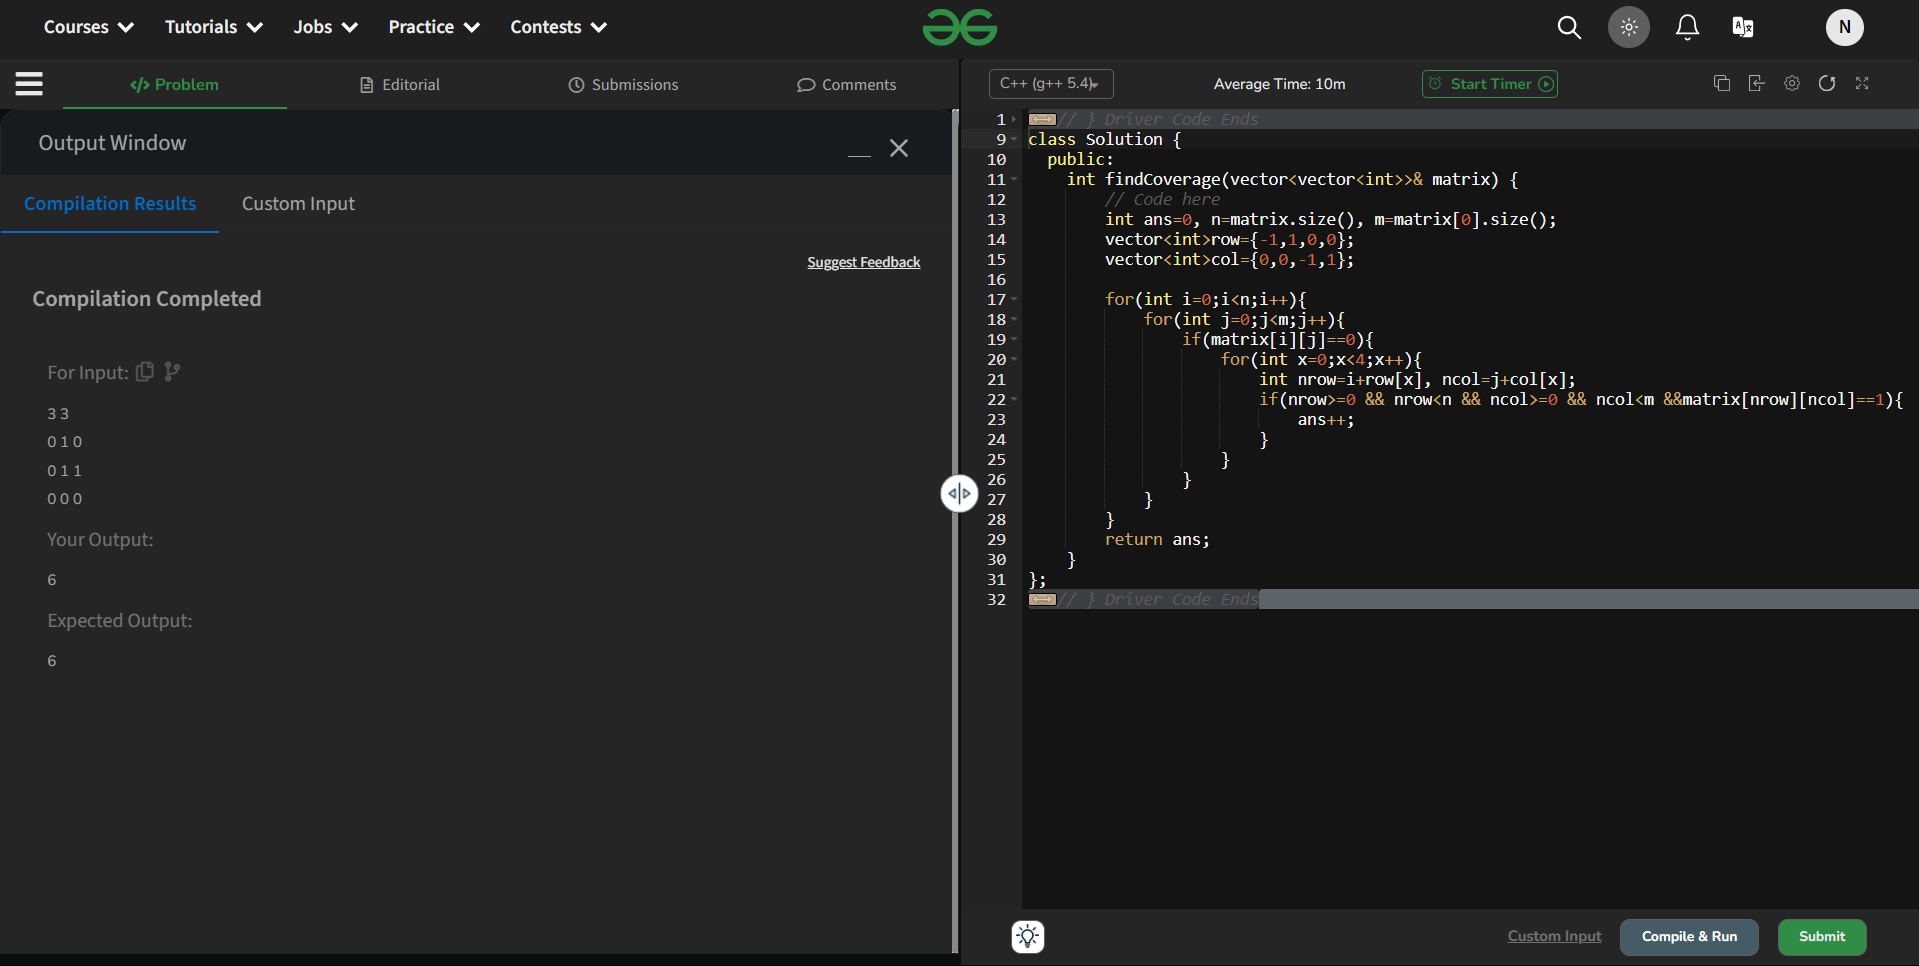 Courses Tutorials Jobs Practice Contests
N
Problem Editorial Submissions Comments
C++ (g++ 5.4) Average Time: 10m Start Timer
Output Window
Compilation Results Custom Input
Suggest Feedback
Compilation Completed
For Input:
3 3
0 1 0
0 1 1
0 0 0
Your Output:
6
Expected Output:
6
1 // } Driver Code Ends
9 class Solution {
10 public:
11 int findCoverage(vector<vector<int>>& matrix) {
12 // Code here
13 int ans=0, n=matrix.size(), m=matrix[0].size();
14 vector<int>row={-1,1,0,0};
15 vector<int>col={0,0,-1,1};
16
17 for(int i=0;i<n;i++){
18 for(int j=0;j<m;j++){
19 if(matrix[i][j]==0){
20 for(int x=0;x<4;x++){
21 int nrow=i+row[x], ncol=j+col[x];
22 if(nrow>=0 && nrow<n && ncol>=0 && ncol<m &&matrix[nrow][ncol]==1){
23 ans++;
24 }
25 }
26 }
27 }
28 }
29 return ans;
30 }
31 };
32 // } Driver Code Ends
Custom Input Compile & Run Submit